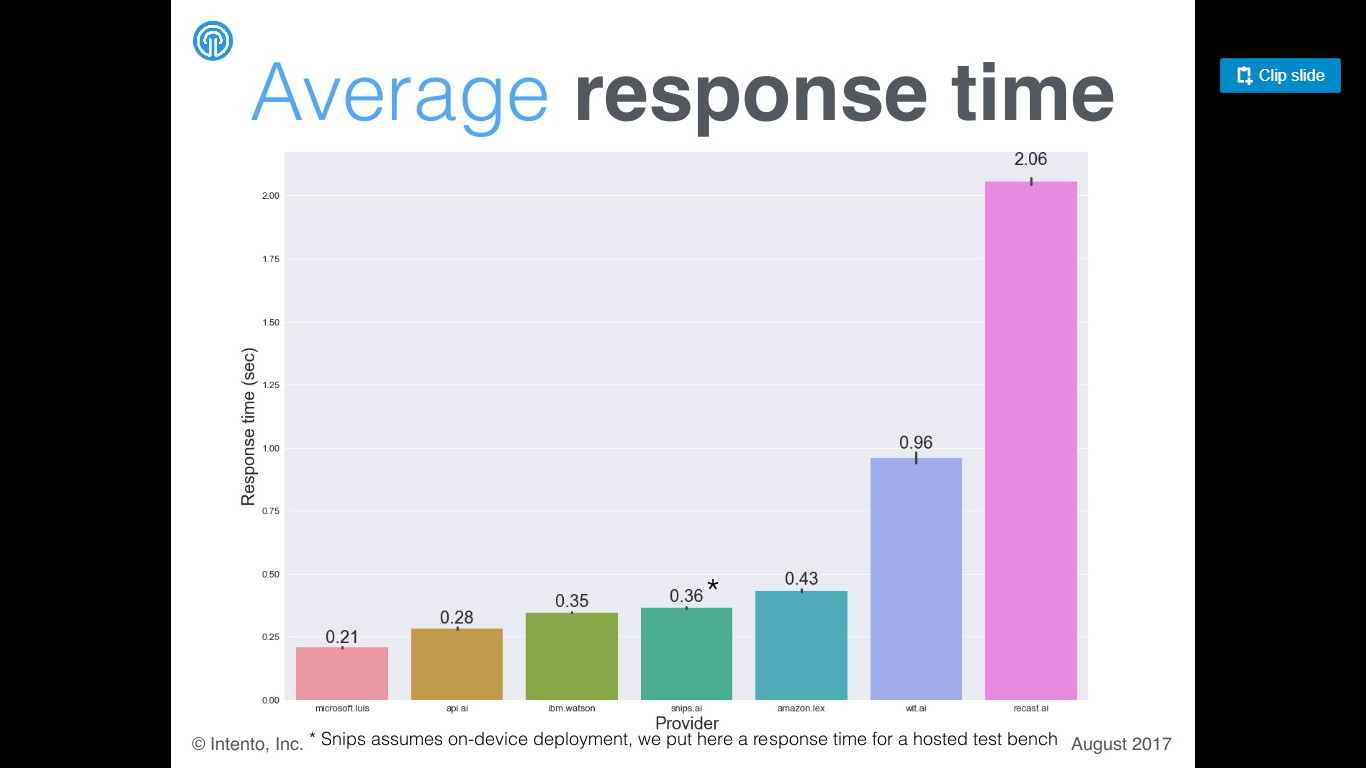 Average response time
Clip slide
2.06
2.00
1.75
1.50
1.25
1.00
0.75
0.50
0.25
0.00
Response time (sec)
0.21
0.28
0.35
0.36 *
0.43
0.96
microsoft.luis api.ai ibm.watson snips.ai amazon.lex wit.ai recast.ai
Provider
* Snips assumes on-device deployment, we put here a response time for a hosted test bench
© Intento, Inc.
August 2017